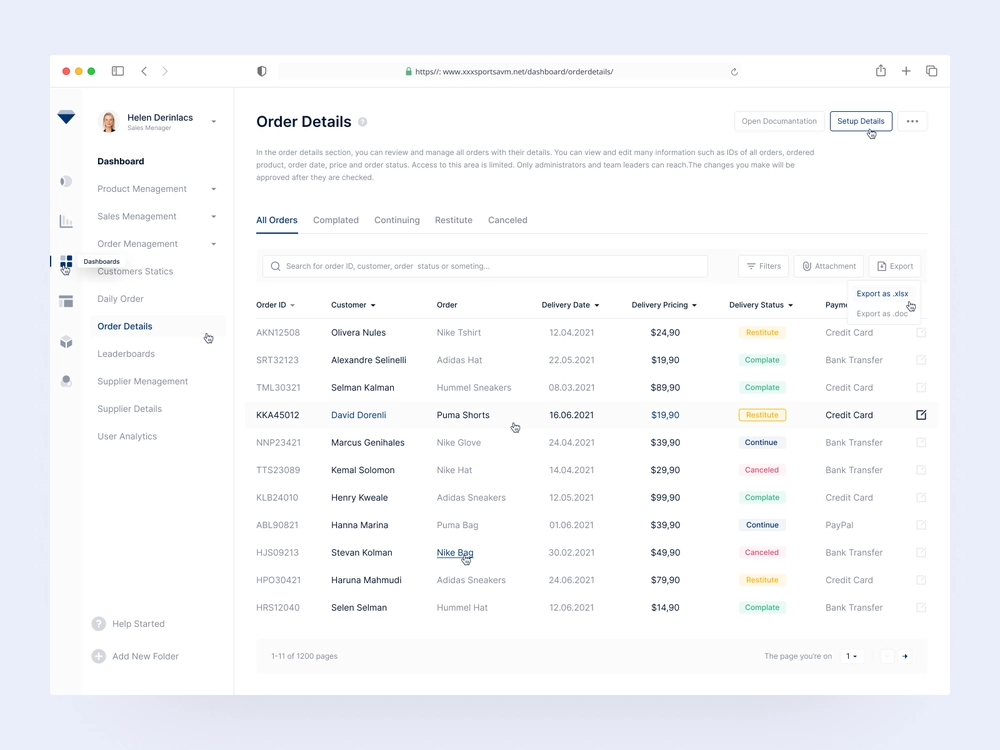 https//: www.xxxsportsavm.net/dashboard/orderdetails/
Helen Derinlacs
Sales Menager
Dashboard
Product Menagement
Sales Management
Order Management
Dashboards
Customers Statics
Daily Order
Order Details
Leaderboards
Supplier Menagement
Supplier Details
User Analytics
? Help Started
+ Add New Folder
Order Details ?
Open Documantation
Setup Details
In the order details section, you can review and manage all orders with their details. You can view and edit many information such as IDs of all orders, ordered
product, order date, price and order status. Access to this area is limited. Only administrators and team leaders can reach.The changes you make will be
approved after they are checked.
All Orders Complated Continuing Restitute Canceled
Search for order ID, customer, order status or someting...
Filters Attachment Export
Export as .xlsx
Export as .doc
Order ID Customer Order Delivery Date Delivery Pricing Delivery Status
AKN12508 Olivera Nules Nike Tshirt 12.04.2021 $24,90 Restitute Credit Card
SRT32123 Alexandre Selinelli Adidas Hat 22.05.2021 $19,90 Complate Bank Transfer
TML30321 Selman Kalman Hummel Sneakers 08.03.2021 $89,90 Complate Credit Card
KKA45012 David Dorenli Puma Shorts 16.06.2021 $19,90 Restitute Credit Card
NNP23421 Marcus Genihales Nike Glove 24.04.2021 $39,90 Continue Bank Transfer
TTS23089 Kemal Solomon Nike Hat 14.04.2021 $29,90 Canceled Bank Transfer
KLB24010 Henry Kweale Adidas Sneakers 12.05.2021 $99,90 Complate Credit Card
ABL90821 Hanna Marina Puma Bag 01.06.2021 $39,90 Continue PayPal
HJS09213 Stevan Kolman Nike Bag 30.02.2021 $49,90 Canceled Bank Transfer
HPO30421 Haruna Mahmudi Adidas Sneakers 24.06.2021 $79,90 Restitute Credit Card
HRS12040 Selen Selman Hummel Hat 12.06.2021 $14,90 Complate Bank Transfer
1-11 of 1200 pages
The page you're on 1